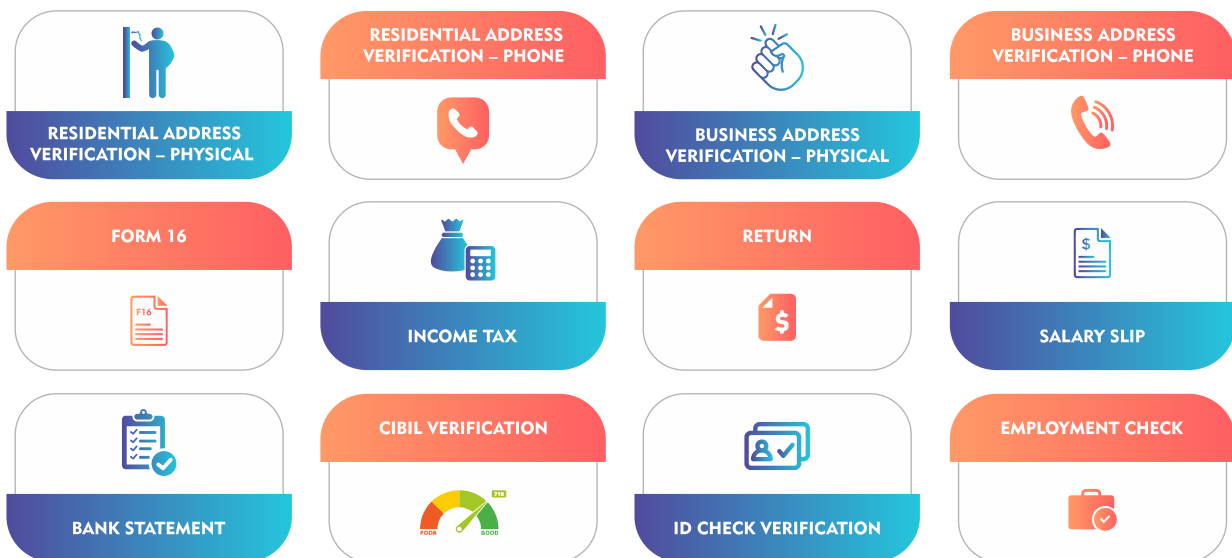 RESIDENTIAL ADDRESS
VERIFICATION – PHYSICAL
RESIDENTIAL ADDRESS
VERIFICATION – PHONE
BUSINESS ADDRESS
VERIFICATION – PHYSICAL
BUSINESS ADDRESS
VERIFICATION – PHONE
FORM 16
F16
INCOME TAX
RETURN
$
$
SALARY SLIP
BANK STATEMENT
CIBIL VERIFICATION
718
POOR
GOOD
ID CHECK VERIFICATION
EMPLOYMENT CHECK